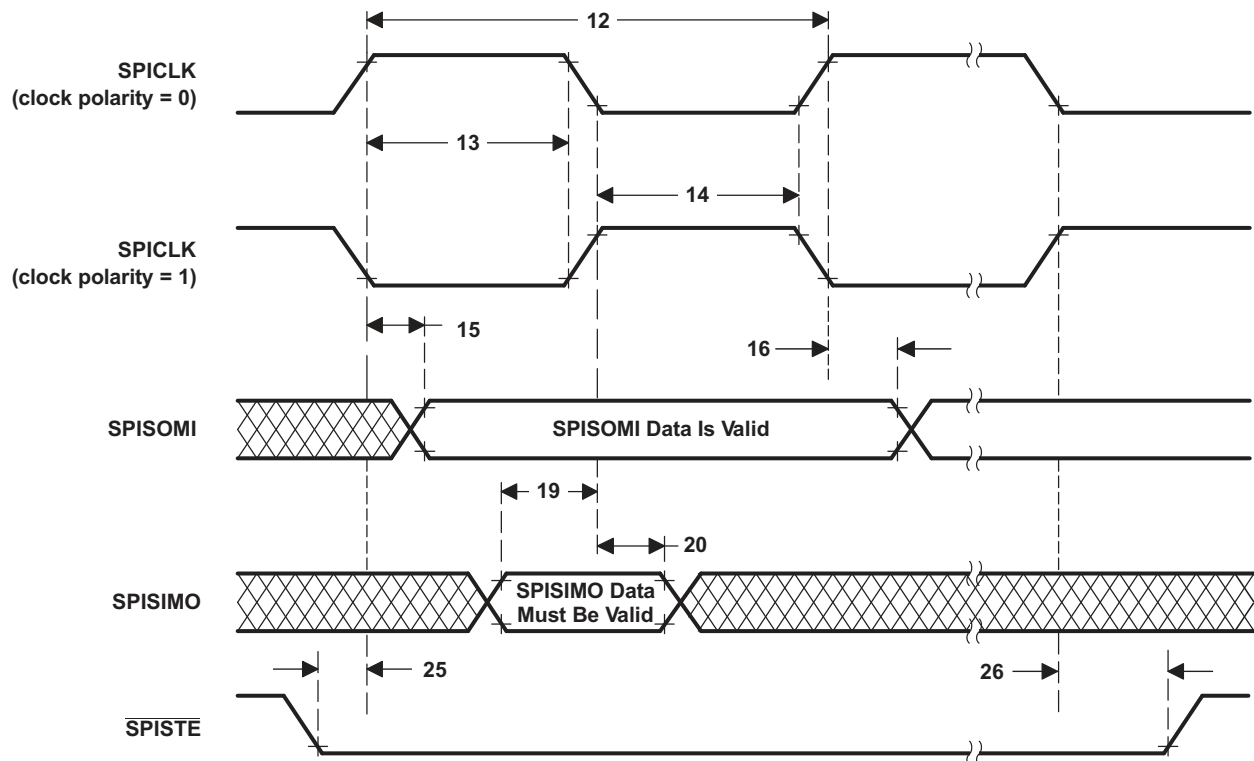 12
SPICLK
(clock polarity = 0)
13
14
SPICLK
(clock polarity = 1)
15
16
SPISOMI
SPISOMI Data Is Valid
19
20
SPISIMO
SPISIMO Data
Must Be Valid
25
26
SPISTE